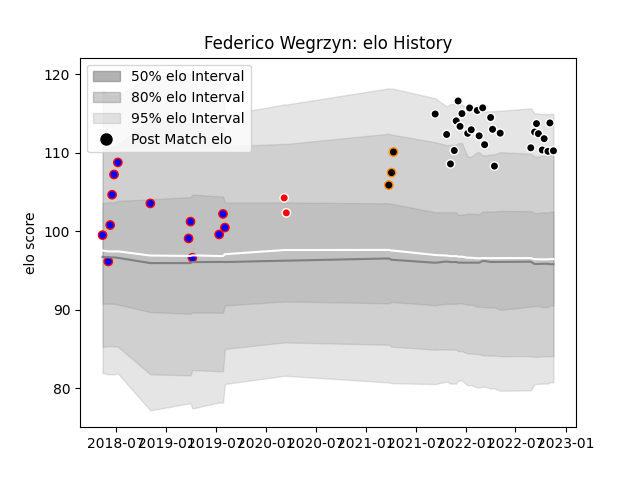 Federico Wegrzyn: elo History
120
110
100
90
80
elo score
50% elo Interval
80% elo Interval
95% elo Interval
Post Match elo
2018-07 2019-01 2019-07 2020-01 2020-07 2021-01 2021-07 2022-01 2022-07 2023-01